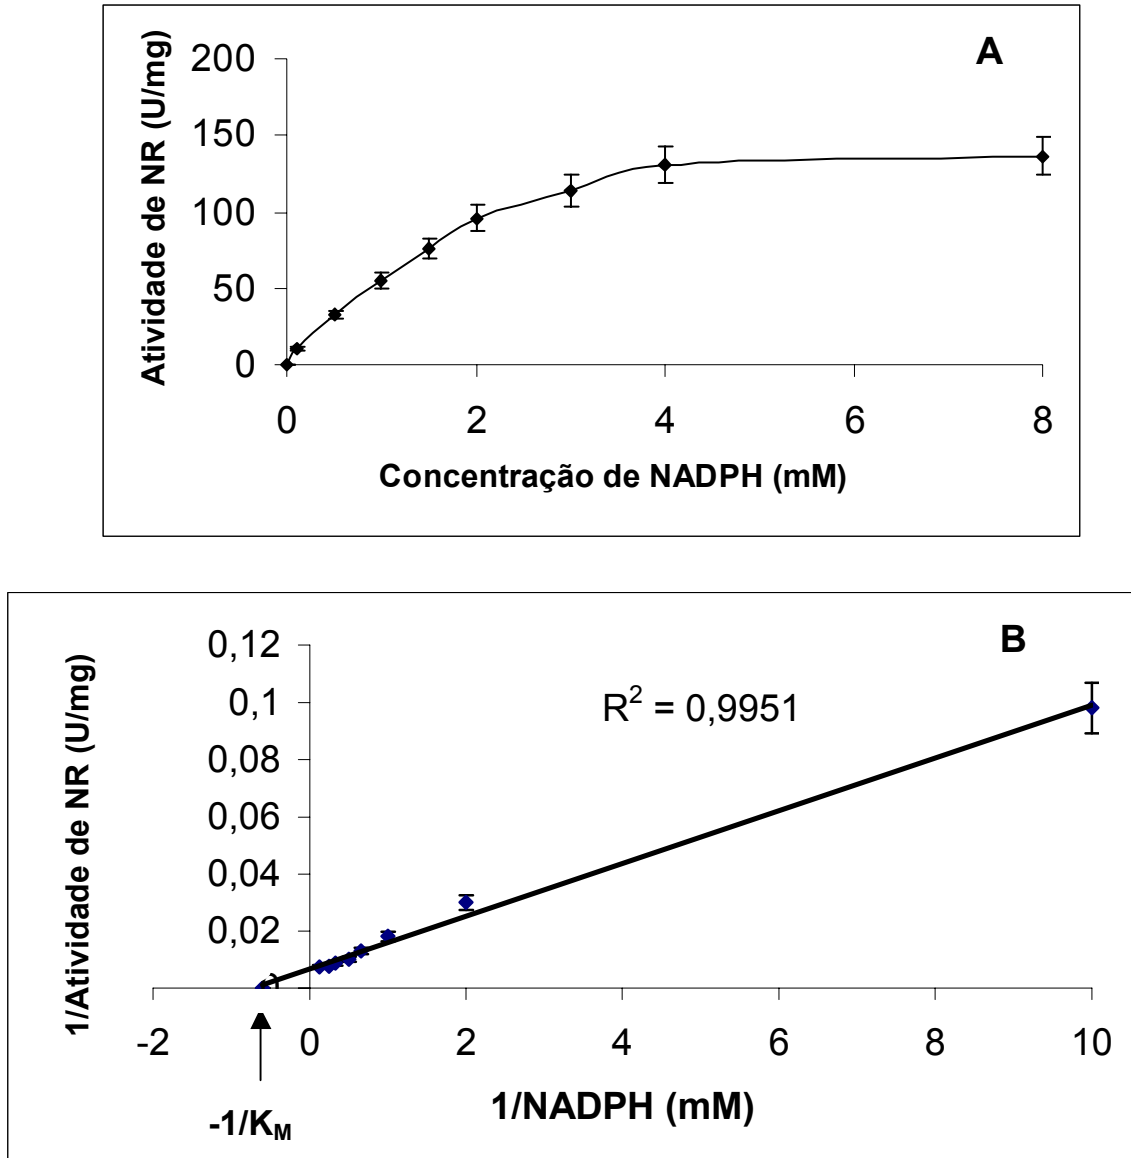 A
Atividade de NR (U/mg)
200
150
100
50
0
0 2 4 6 8
Concentração de NADPH (mM)
B
1/Atividade de NR (U/mg)
0,12
0,1
0,08
0,06
0,04
0,02
R² = 0,9951
-2 0 2 4 6 8 10
1/NADPH (mM)
-1/K_M